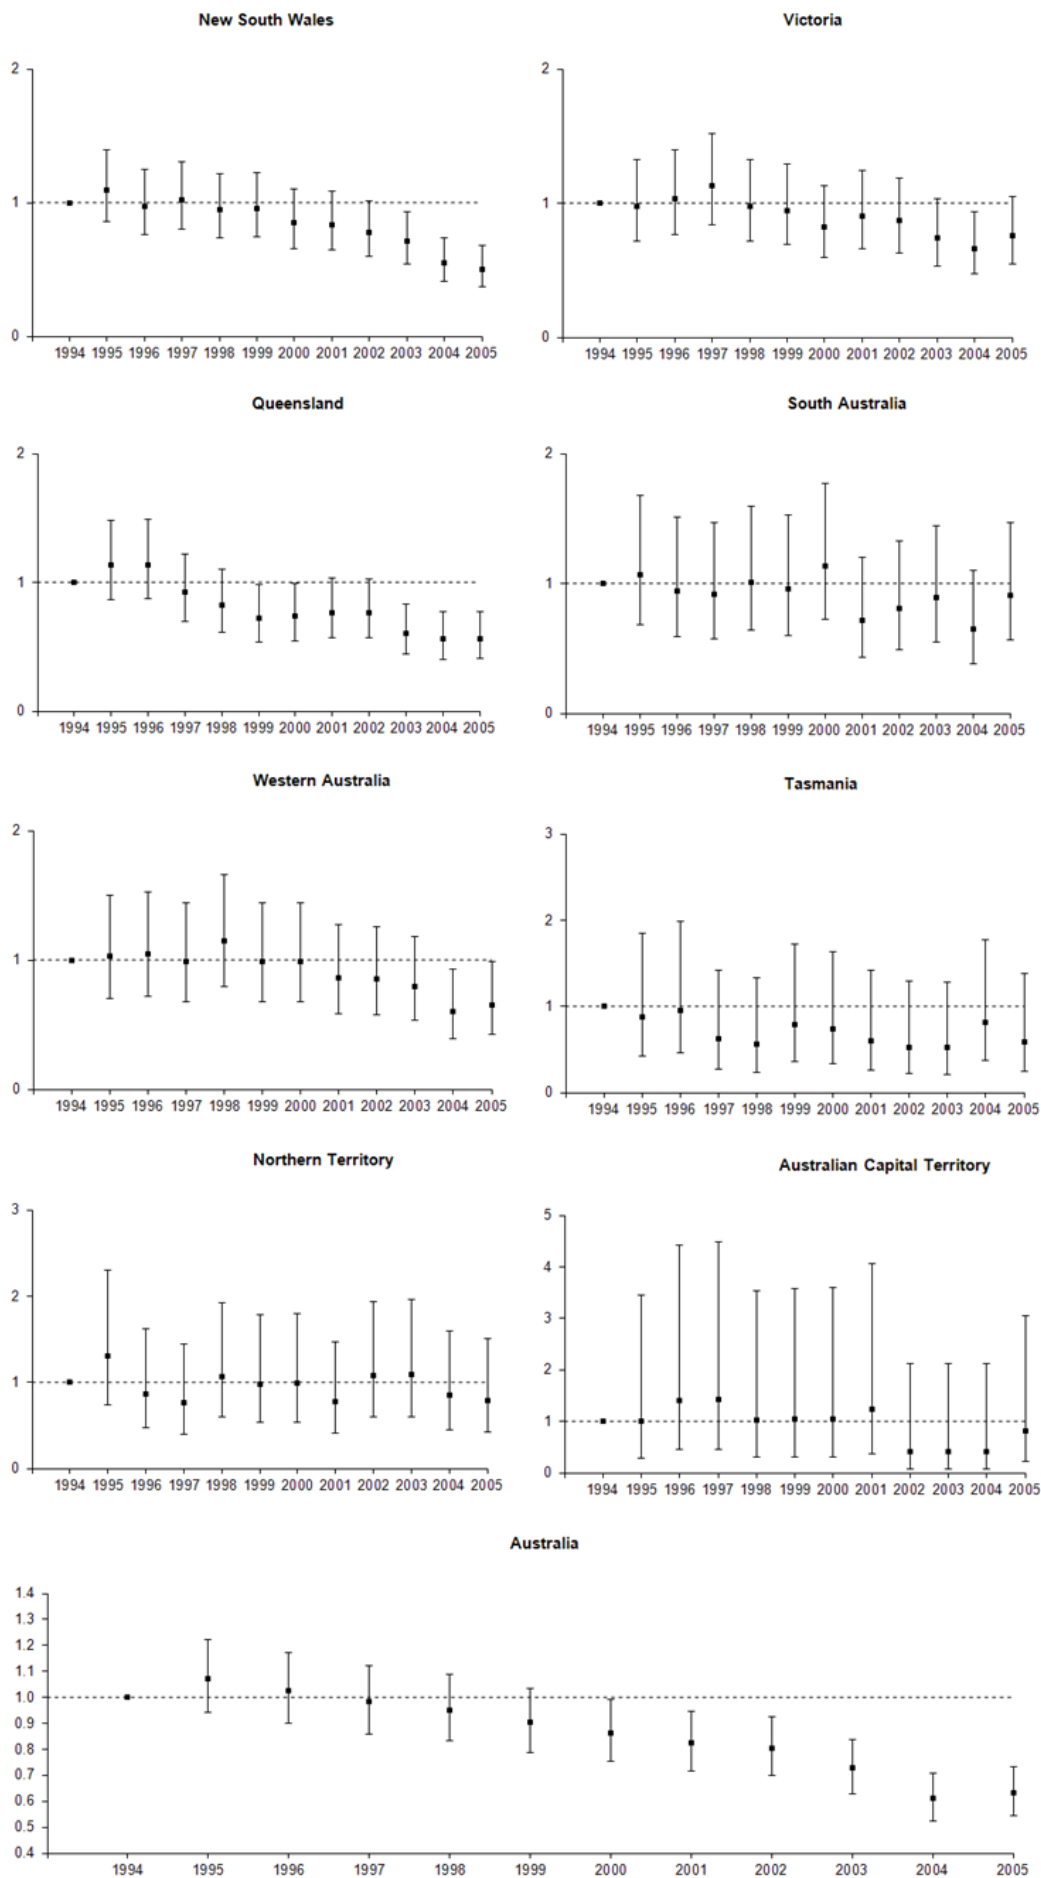 New South Wales
2
1
0
1994 1995 1996 1997 1998 1999 2000 2001 2002 2003 2004 2005
Victoria
2
1
0
1994 1995 1996 1997 1998 1999 2000 2001 2002 2003 2004 2005
Queensland
2
1
0
1994 1995 1996 1997 1998 1999 2000 2001 2002 2003 2004 2005
South Australia
2
1
0
1994 1995 1996 1997 1998 1999 2000 2001 2002 2003 2004 2005
Western Australia
2
1
0
1994 1995 1996 1997 1998 1999 2000 2001 2002 2003 2004 2005
Tasmania
3
2
1
0
1994 1995 1996 1997 1998 1999 2000 2001 2002 2003 2004 2005
Northern Territory
3
2
1
0
1994 1995 1996 1997 1998 1999 2000 2001 2002 2003 2004 2005
Australian Capital Territory
5
4
3
2
1
0
1994 1995 1996 1997 1998 1999 2000 2001 2002 2003 2004 2005
Australia
1.4
1.3
1.2
1.1
1.0
0.9
0.8
0.7
0.6
0.5
0.4
1994 1995 1996 1997 1998 1999 2000 2001 2002 2003 2004 2005